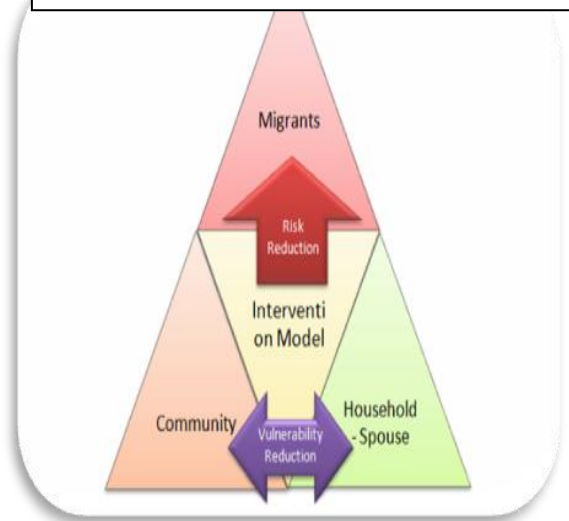 Migrants
Risk
Reduction
Interventi
on Model
Community
Vulnerability
Reduction
Household
- Spouse